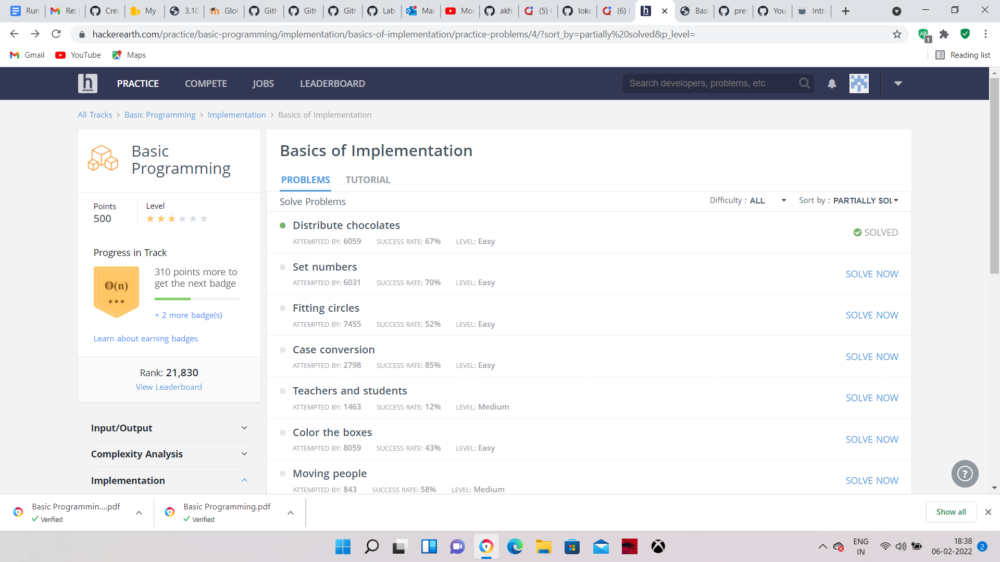 Run
Re:
Crea
My
3.10
Glob
GitH
GitH
GitH
Lab
Mai
Moc
akh
(5)
loke
(6)
h
Basi
prer
You
Intr
hackerearth.com/practice/basic-programming/implementation/basics-of-implementation/practice-problems/4/?sort_by=partially%20solved&p_level=
1
Gmail
YouTube
Maps
Reading list
h
PRACTICE
COMPETE
JOBS
LEADERBOARD
Search developers, problems, etc
All Tracks > Basic Programming > Implementation > Basics of Implementation
Basic
Programming
Points
500
Level
Progress in Track
O(n)
310 points more to
get the next badge
+ 2 more badge(s)
Learn about earning badges
Rank: 21,830
View Leaderboard
Input/Output
Complexity Analysis
Implementation
Basics of Implementation
PROBLEMS
TUTORIAL
Solve Problems
Difficulty : ALL
Sort by : PARTIALLY SOL
Distribute chocolates
ATTEMPTED BY: 6059 SUCCESS RATE: 67% LEVEL: Easy
SOLVED
Set numbers
ATTEMPTED BY: 6031 SUCCESS RATE: 70% LEVEL: Easy
SOLVE NOW
Fitting circles
ATTEMPTED BY: 7455 SUCCESS RATE: 52% LEVEL: Easy
SOLVE NOW
Case conversion
ATTEMPTED BY: 2798 SUCCESS RATE: 85% LEVEL: Easy
SOLVE NOW
Teachers and students
ATTEMPTED BY: 1463 SUCCESS RATE: 12% LEVEL: Medium
SOLVE NOW
Color the boxes
ATTEMPTED BY: 8059 SUCCESS RATE: 43% LEVEL: Easy
SOLVE NOW
Moving people
ATTEMPTED BY: 843 SUCCESS RATE: 58% LEVEL: Medium
SOLVE NOW
?
Basic Programmin....pdf
Verified
Basic Programming.pdf
Verified
Show all
ENG
IN
18:38
06-02-2022
2